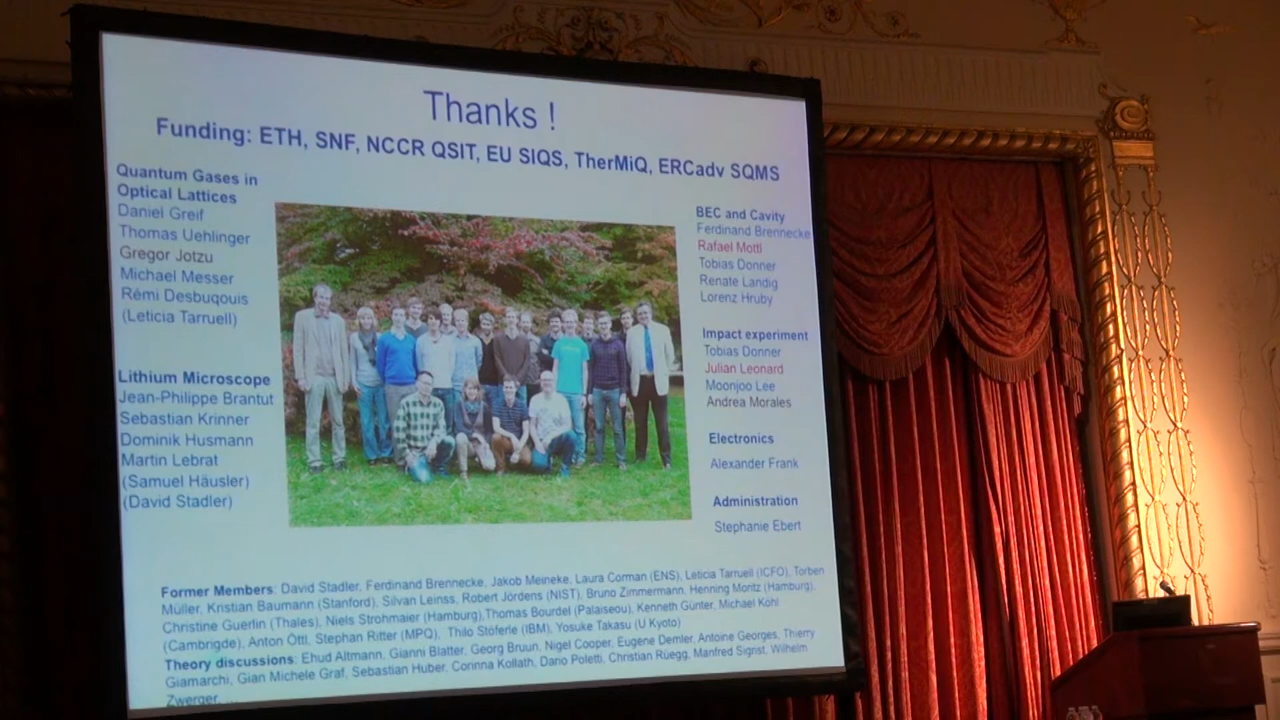 Thanks !
Funding: ETH, SNF, NCCR QSIT, EU SIQS, TherMiQ, ERCadv SQMS
Quantum Gases in
Optical Lattices
Daniel Greif
Thomas Uehlinger
Gregor Jotzu
Michael Messer
Rémi Desbuquois
(Leticia Tarruell)
Lithium Microscope
Jean-Philippe Brantut
Sebastian Krinner
Dominik Husmann
Martin Lebrat
(Samuel Häusler)
(David Stadler)
BEC and Cavity
Ferdinand Brennecke
Rafael Mottl
Tobias Donner
Renate Landig
Lorenz Hruby
Impact experiment
Tobias Donner
Julian Leonard
Moonjoo Lee
Andrea Morales
Electronics
Alexander Frank
Administration
Stephanie Ebert
Former Members: David Stadler, Ferdinand Brennecke, Jakob Meineke, Laura Corman (ENS), Leticia Tarruell (ICFO), Torben
Müller, Kristian Baumann (Stanford), Silvan Leinss, Robert Jördens (NIST), Bruno Zimmermann, Henning Moritz (Hamburg),
Christine Guerlin (Thales), Niels Strohmaier (Hamburg),Thomas Bourdel (Palaiseou), Kenneth Günter, Michael Köhl
(Cambrigde), Anton Öttl, Stephan Ritter (MPQ), Thilo Stöferle (IBM), Yosuke Takasu (U Kyoto)
Theory discussions: Ehud Altmann, Gianni Blatter, Georg Bruun, Nigel Cooper, Eugene Demler, Antoine Georges, Thierry
Giamarchi, Gian Michele Graf, Sebastian Huber, Corinna Kollath, Dario Poletti, Christian Rüegg, Manfred Sigrist, Wilhelm
Zwerger, ...